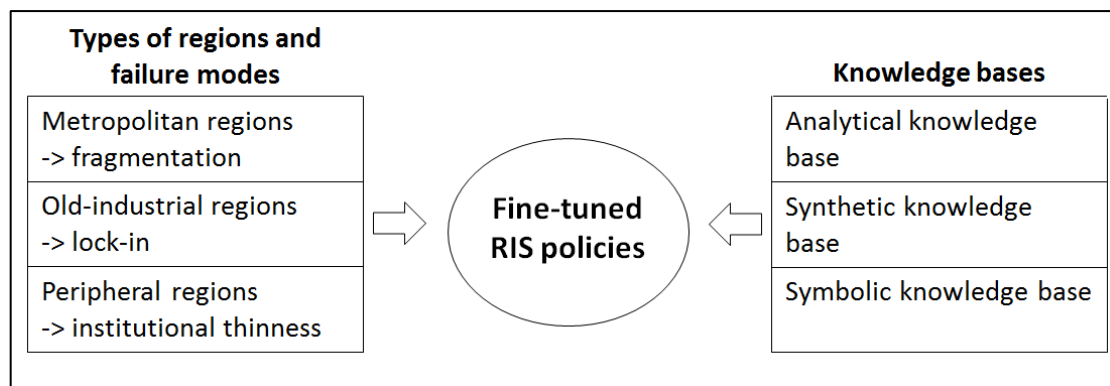 Types of regions and
failure modes
Metropolitan regions
-> fragmentation
Old-industrial regions
-> lock-in
Peripheral regions
-> institutional thinness
Fine-tuned
RIS policies
Knowledge bases
Analytical knowledge
base
Synthetic knowledge
base
Symbolic knowledge base